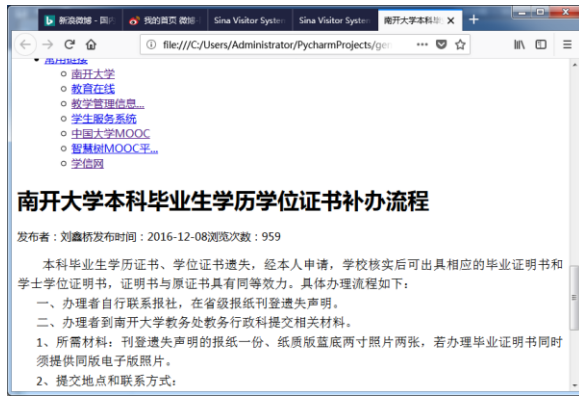 新浪微博 - 国内
我的首页 微博-
Sina Visitor System
Sina Visitor System
南开大学本科毕
file:///C:/Users/Administrator/PycharmProjects/ger
常用链接
南开大学
教育在线
教学管理信息...
学生服务系统
中国大学MOOC
智慧树MOOC平...
学信网
南开大学本科毕业生学历学位证书补办流程
发布者：刘鑫桥发布时间：2016-12-08浏览次数：959
本科毕业生学历证书、学位证书遗失，经本人申请，学校核实后可出具相应的毕业证明书和
学士学位证明书，证明书与原证书具有同等效力。具体办理流程如下：
一、办理者自行联系报社，在省级报纸刊登遗失声明。
二、办理者到南开大学教务处教务行政科提交相关材料。
1、所需材料：刊登遗失声明的报纸一份、纸质版蓝底两寸照片两张，若办理毕业证明书同时
须提供同版电子版照片。
2、提交地点和联系方式：